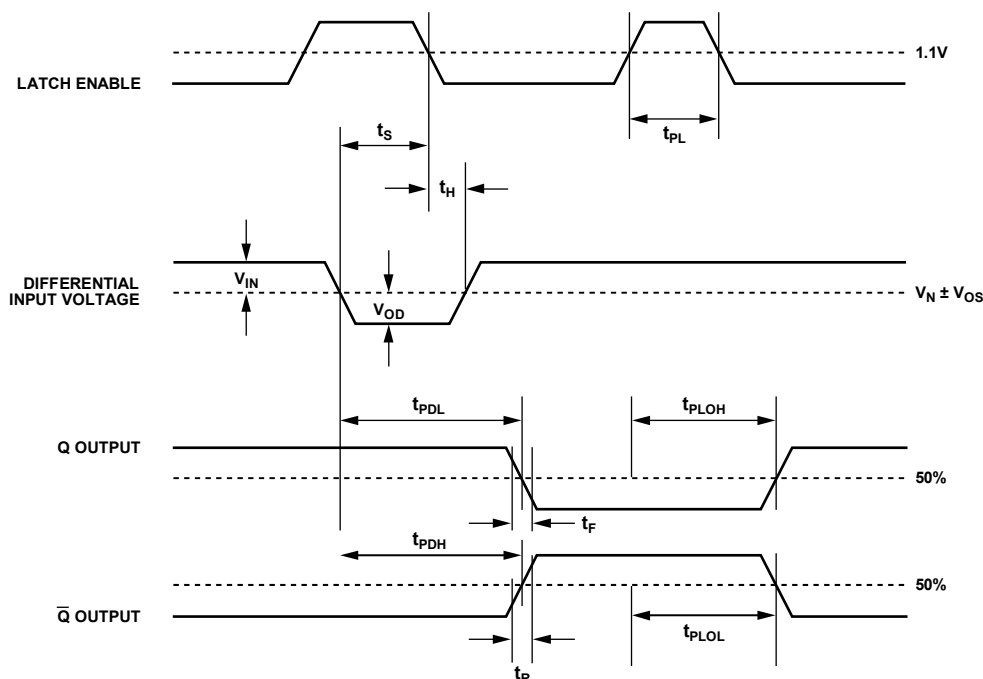 1.1V
LATCH ENABLE
tS
tPL
tH
VIN
DIFFERENTIAL
INPUT VOLTAGE
VOD
VN ± VOS
tPDL
tPLOH
Q OUTPUT
50%
tF
tPDH
50%
Q̅ OUTPUT
tPLOL
tR